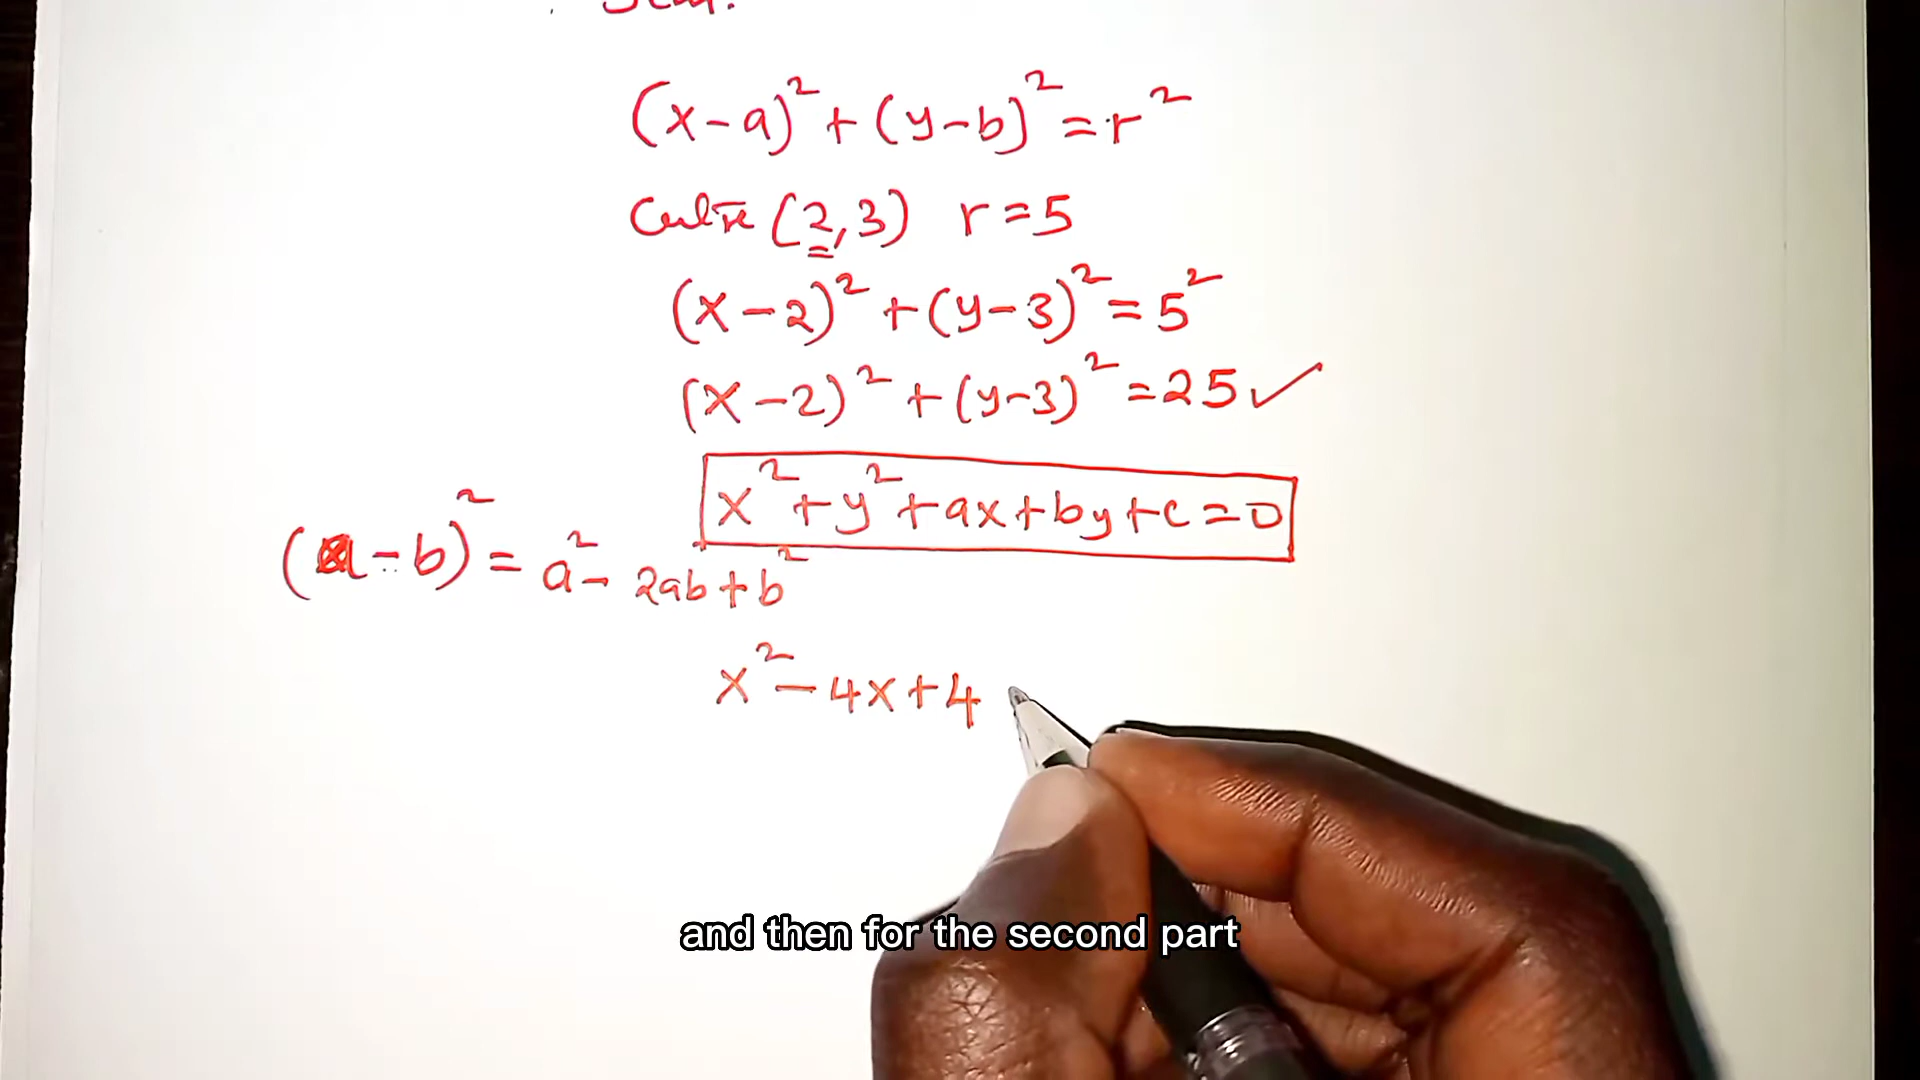 (x-a)² + (y-b)² = r²
Centre (2,3) r = 5
(x-2)² + (y-3)² = 5²
(x-2)² + (y-3)² = 25 ✓
x² + y² + ax + by + c = 0
(a-b)² = a² - 2ab + b²
x² - 4x + 4
and then for the second part